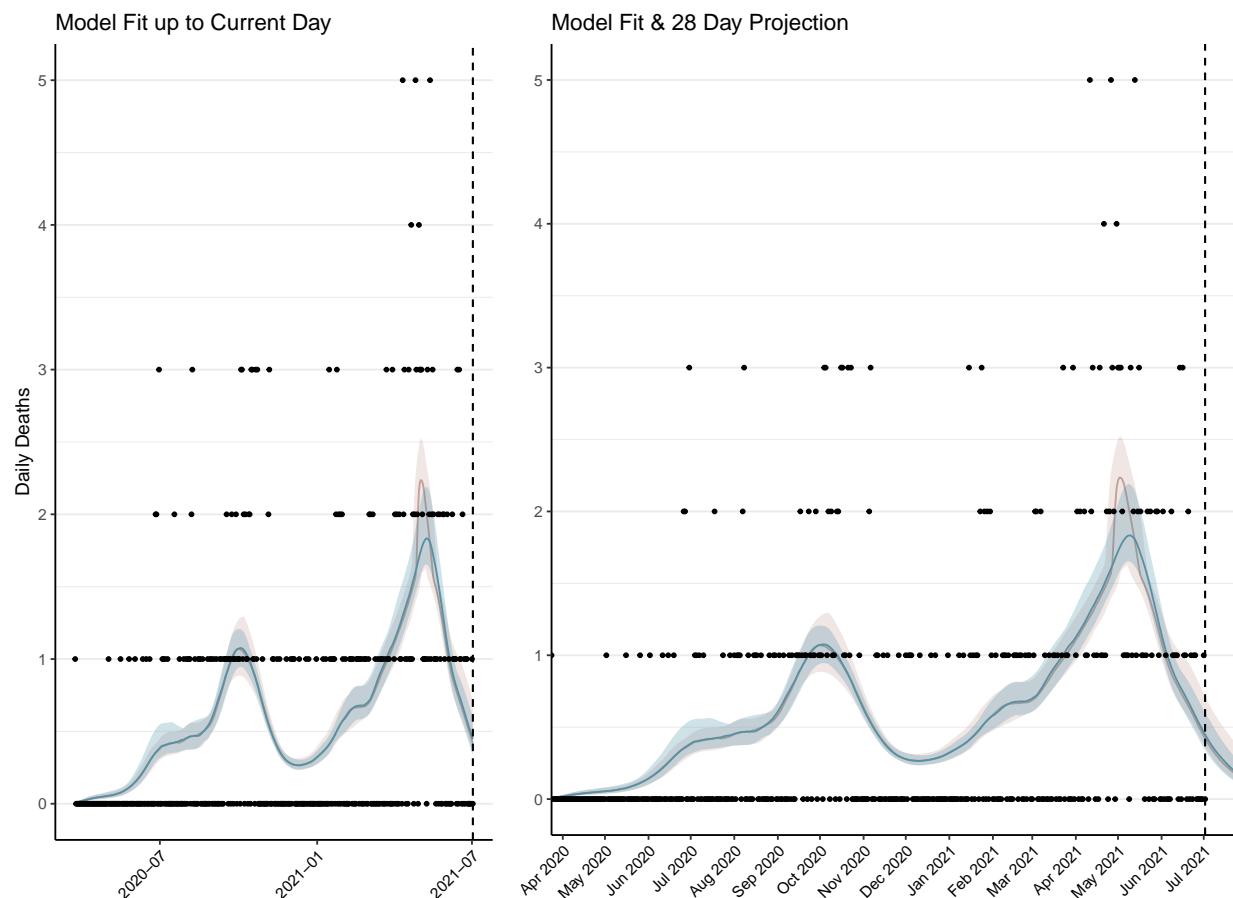 Model Fit up to Current Day
Model Fit & 28 Day Projection
Daily Deaths
5
4
3
2
1
0
2020−07
2021−01
2021−07
5
4
3
2
1
0
Apr 2020
May 2020
Jun 2020
Jul 2020
Aug 2020
Sep 2020
Oct 2020
Nov 2020
Dec 2020
Jan 2021
Feb 2021
Mar 2021
Apr 2021
May 2021
Jun 2021
Jul 2021